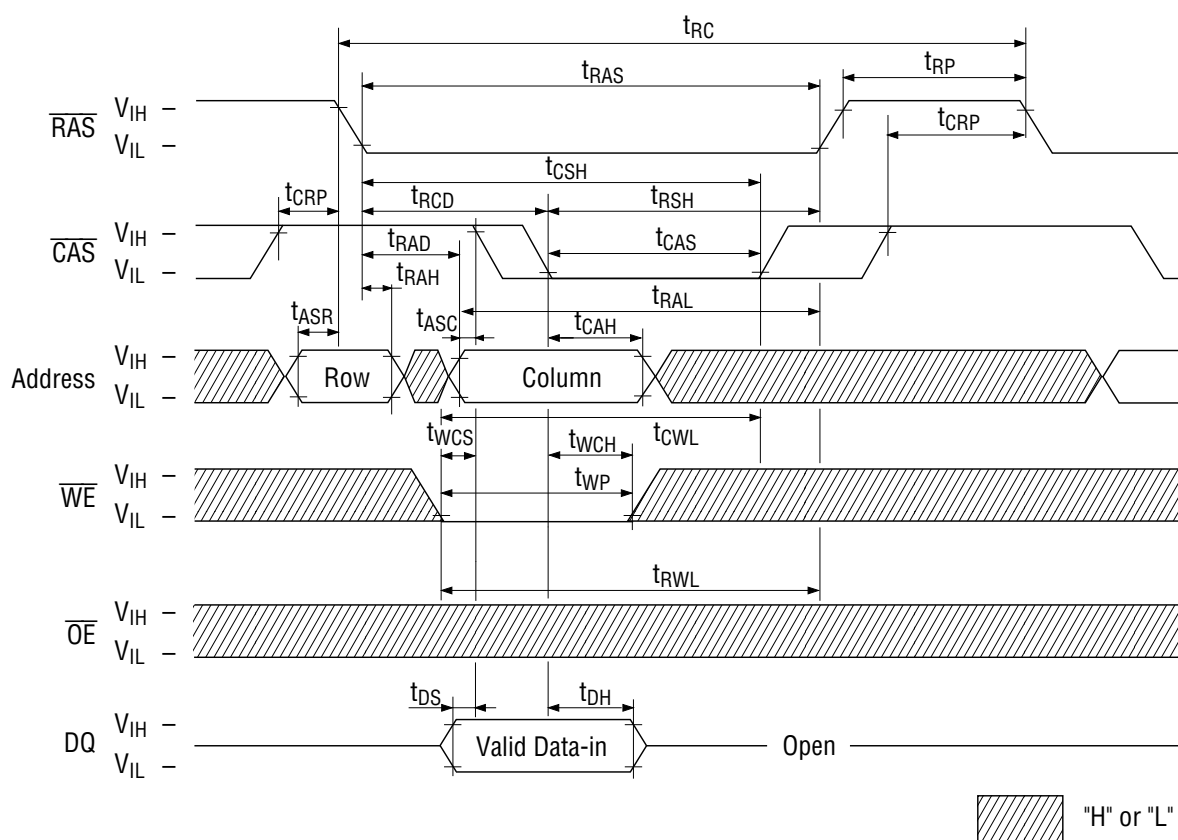 tRC
tRAS
tRP
RAS
VIH –
VIL –
tCRP
tCSH
tCRP
tRCD
tRSH
CAS
VIH –
VIL –
tRAD
tCAS
tRAH
tRAL
tASR
tASC
tCAH
Address
VIH –
VIL –
Row
Column
tWCS
tWCH
tCWL
WE
VIH –
VIL –
tWP
tRWL
OE
VIH –
VIL –
tDS
tDH
DQ
VIH –
VIL –
Valid Data-in
Open
"H" or "L"